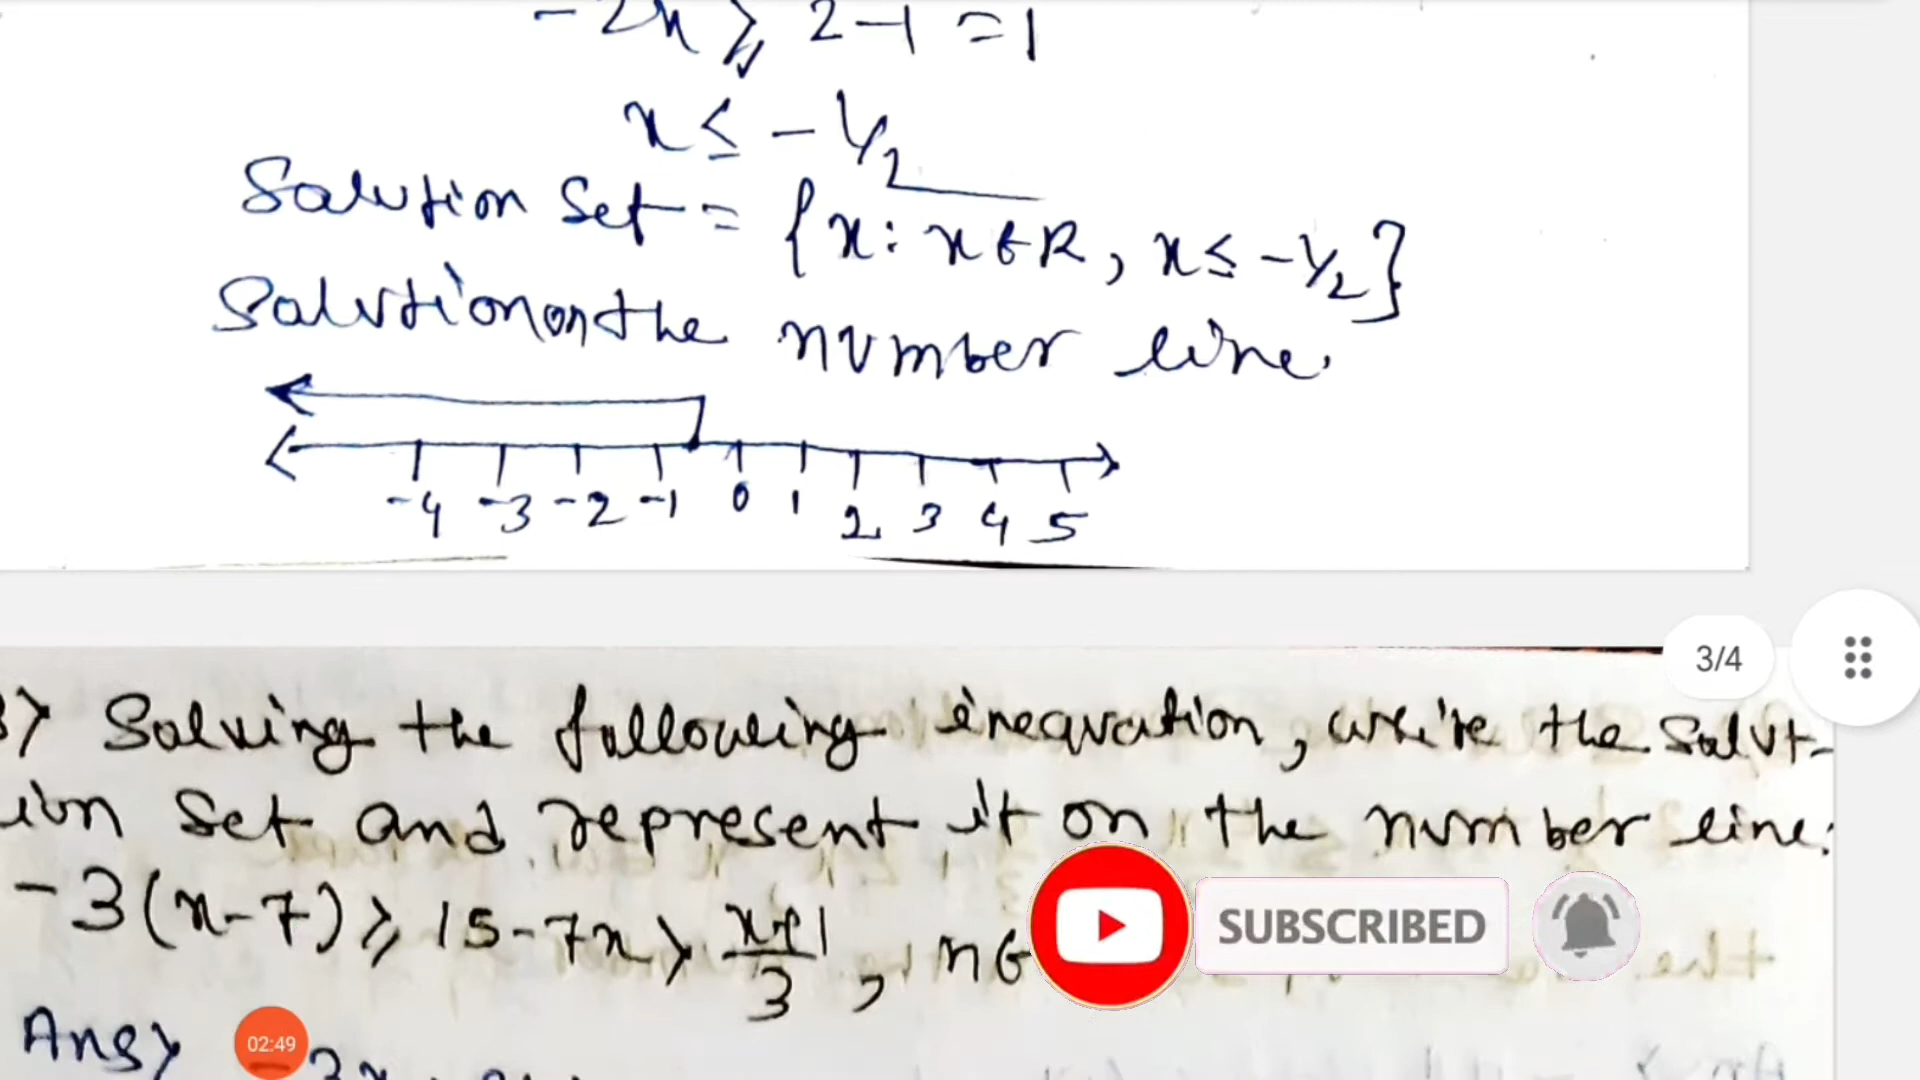 -2x ≥ 2-1 = 1
x ≤ -1/2
Solution Set = {x: x∈R, x ≤ -1/2}
Solution on the number line.
-4 -3 -2 -1 0 1 2 3 4 5
3/4
3) Solving the following inequation, write the solut-
ion set and represent it on the number line:
-3(x-7) ≥ 15-7x > x+1/3, x∈
SUBSCRIBED
Ans)
02:49